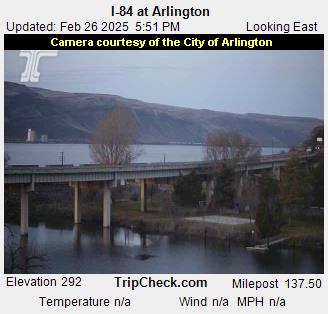 I-84 at Arlington
Updated: Feb 26 2025 5:51 PM Looking East
Camera courtesy of the City of Arlington
Elevation 292 TripCheck.com Milepost 137.50
Temperature n/a Wind n/a MPH n/a